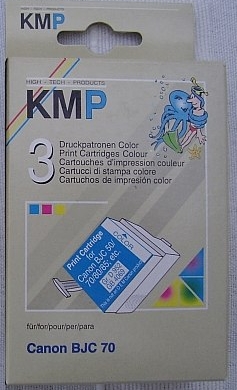 KMP
HIGH - TECH - PRODUCTS
KMP
3
Druckpatronen Color
Print Cartridges Colour
Cartouches d'impression couleur
Cartucci di stampa colore
Cartuchos de impresión color
COLOR
Print Cartridge
for
Canon BJC 50/
70/80/85, etc.
für/for/pour/per/para
Canon BJC 70